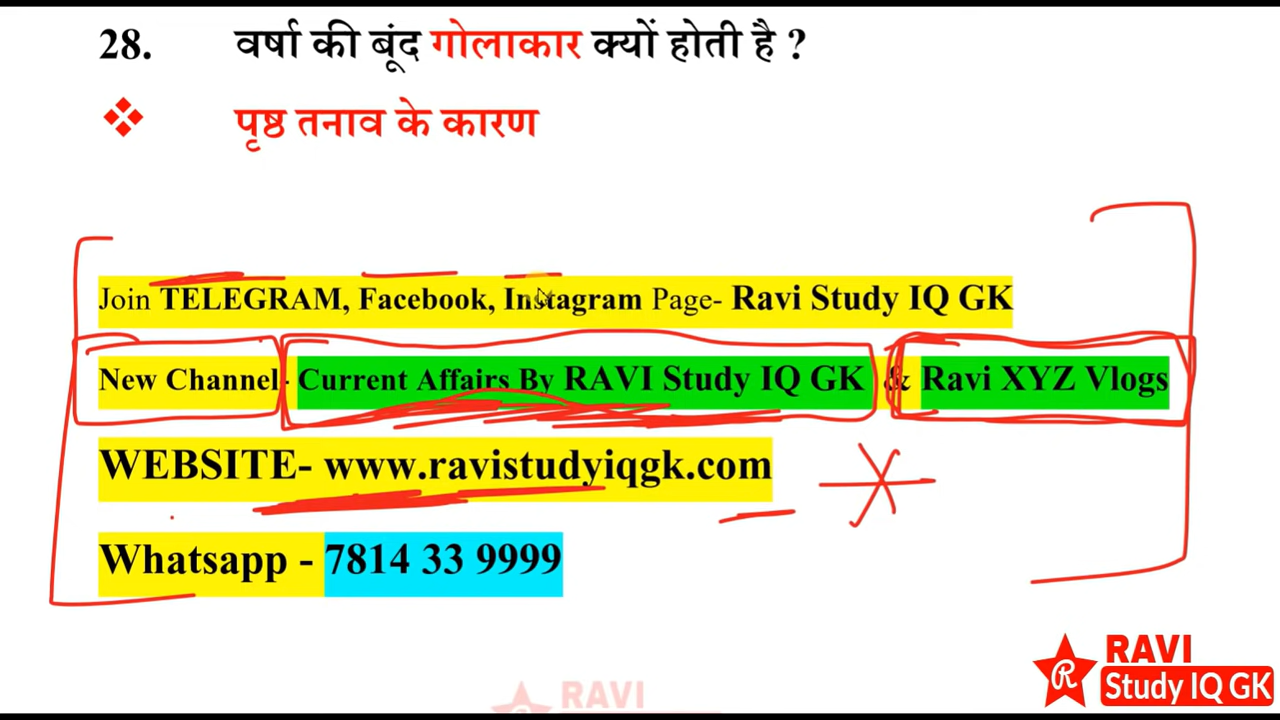 28. वर्षा की बूंद गोलाकार क्यों होती है ?
पृष्ठ तनाव के कारण
Join TELEGRAM, Facebook, Instagram Page- Ravi Study IQ GK
New Channel- Current Affairs By RAVI Study IQ GK & Ravi XYZ Vlogs
WEBSITE- www.ravistudyiqgk.com
Whatsapp - 7814 33 9999
RAVI
Study IQ GK
RAVI